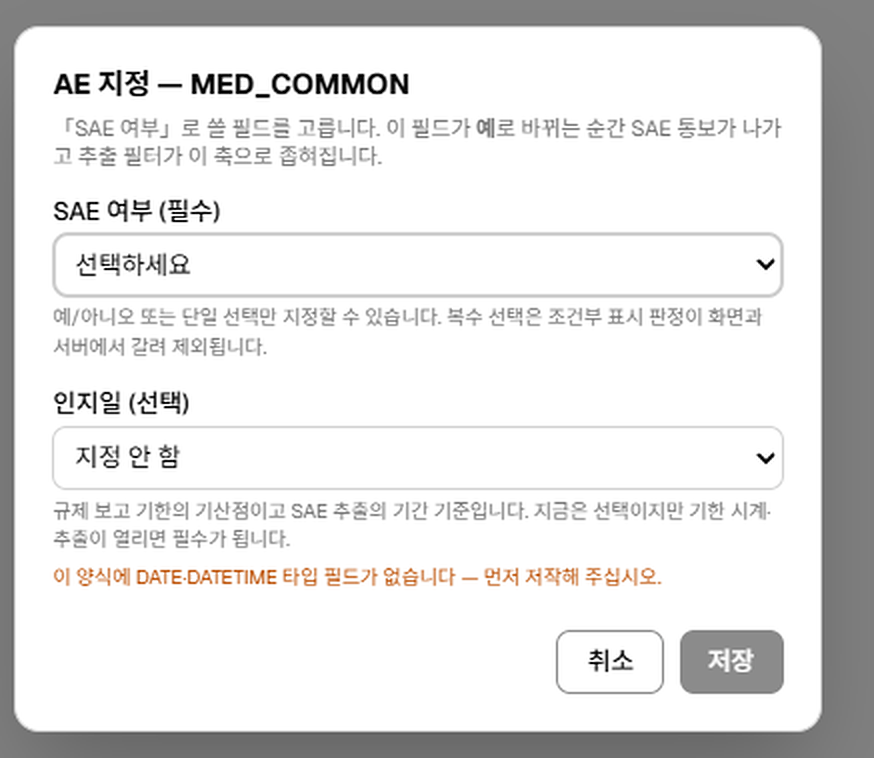 AE 지정 — MED_COMMON
「SAE 여부」로 쓸 필드를 고릅니다. 이 필드가 예로 바뀌는 순간 SAE 통보가 나가
고 추출 필터가 이 축으로 좁혀집니다.
SAE 여부 (필수)
선택하세요
예/아니오 또는 단일 선택만 지정할 수 있습니다. 복수 선택은 조건부 표시 판정이 화면과
서버에서 갈려 제외됩니다.
인지일 (선택)
지정 안 함
규제 보고 기한의 기산점이고 SAE 추출의 기간 기준입니다. 지금은 선택이지만 기한 시계·
추출이 열리면 필수가 됩니다.
이 양식에 DATE·DATETIME 타입 필드가 없습니다 — 먼저 저작해 주십시오.
취소 저장